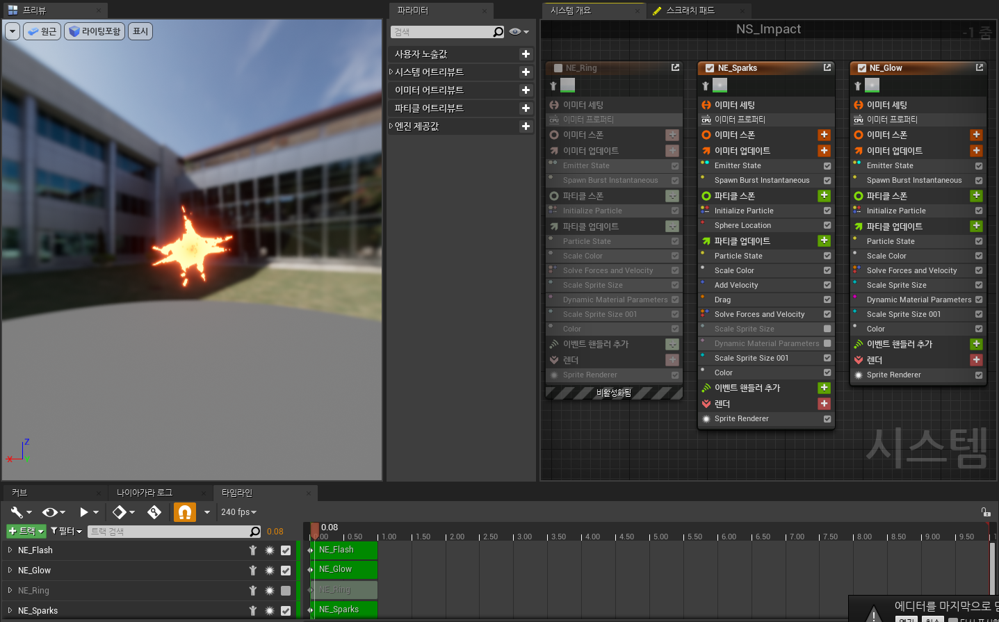 프리뷰
원근
라이팅포함
표시
Z
X
Y
파라미터
검색
사용자 노출값
시스템 어트리뷰트
이미터 어트리뷰트
파티클 어트리뷰트
엔진 제공값
시스템 개요
스크래치 패드
NS_Impact
-1 줌
NE_Ring
이미터 세팅
CPU 이미터 프로퍼티
이미터 스폰
이미터 업데이트
Emitter State
Spawn Burst Instantaneous
파티클 스폰
Initialize Particle
파티클 업데이트
Particle State
Scale Color
Solve Forces and Velocity
Scale Sprite Size
Dynamic Material Parameters
Scale Sprite Size 001
Color
이벤트 핸들러 추가
렌더
Sprite Renderer
비활성화됨
NE_Sparks
이미터 세팅
CPU 이미터 프로퍼티
이미터 스폰
이미터 업데이트
Emitter State
Spawn Burst Instantaneous
파티클 스폰
Initialize Particle
Sphere Location
파티클 업데이트
Particle State
Scale Color
Add Velocity
Drag
Solve Forces and Velocity
Scale Sprite Size
Dynamic Material Parameters
Scale Sprite Size 001
Color
이벤트 핸들러 추가
렌더
Sprite Renderer
NE_Glow
이미터 세팅
CPU 이미터 프로퍼티
이미터 스폰
이미터 업데이트
Emitter State
Spawn Burst Instantaneous
파티클 스폰
Initialize Particle
파티클 업데이트
Particle State
Scale Color
Solve Forces and Velocity
Scale Sprite Size
Dynamic Material Parameters
Scale Sprite Size 001
Color
이벤트 핸들러 추가
렌더
Sprite Renderer
시스템
커브
나이아가라 로그
타임라인
240 fps
트랙
필터
트랙 검색
0.08
0.08
0.00 0.50 1.00 1.50 2.00 2.50 3.00 3.50 4.00 4.50 5.00 5.50 6.00 6.50 7.00 7.50 8.00 8.50 9.00 9.50
NE_Flash
NE_Flash
NE_Glow
NE_Glow
NE_Ring
NE_Ring
NE_Sparks
NE_Sparks
에디터를 마지막으로